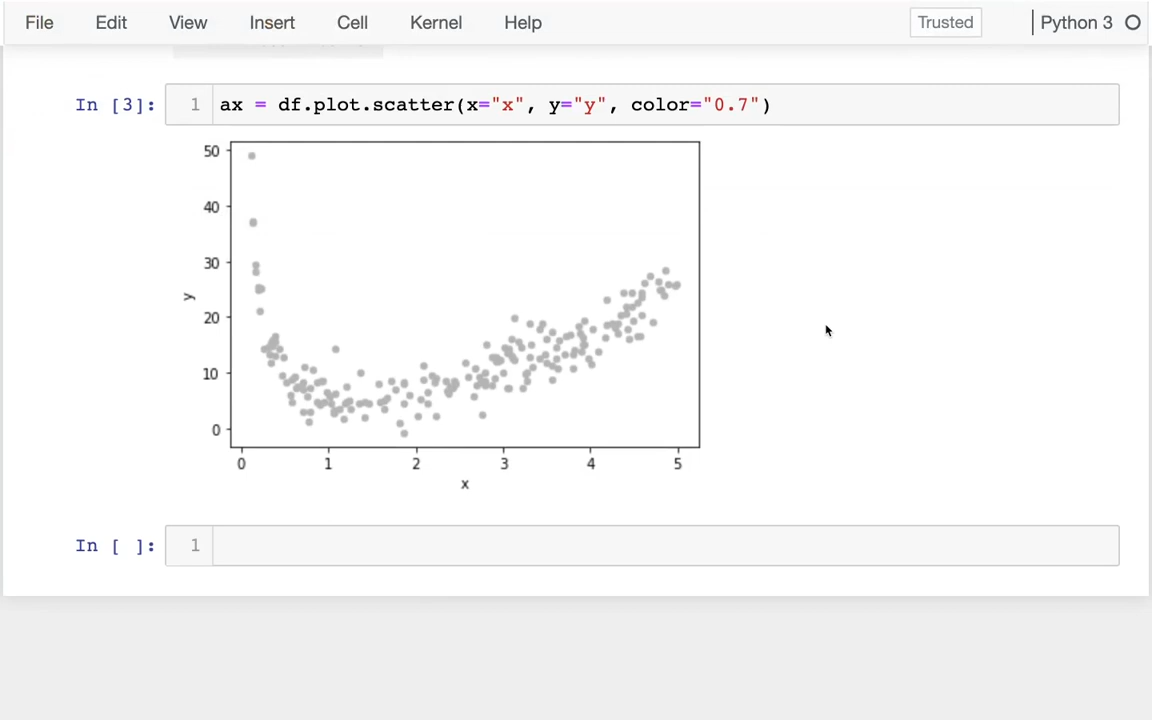 File Edit View Insert Cell Kernel Help Trusted Python 3
In [3]: 1 ax = df.plot.scatter(x="x", y="y", color="0.7")
50
40
30
20
10
0
y
0 1 2 3 4 5
x
In [ ]: 1